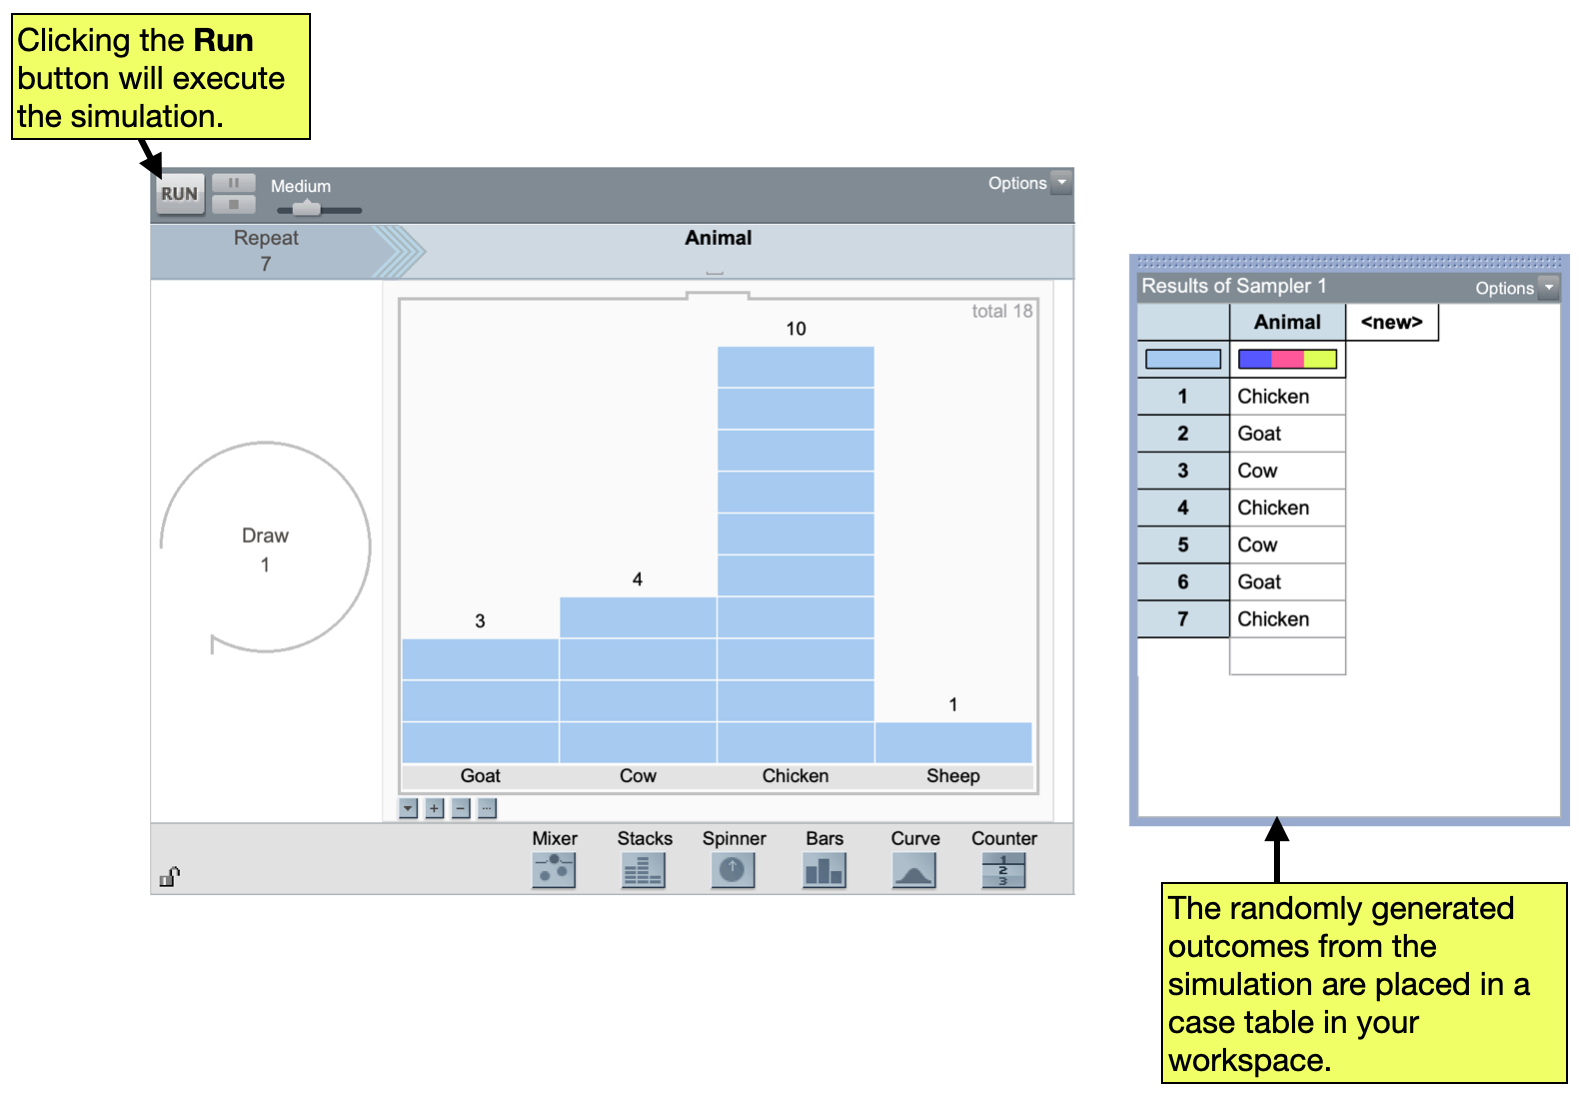 Clicking the Run
button will execute
the simulation.
RUN
Medium
Options
Repeat
7
Animal
Draw
1
total 18
10
4
3
1
Goat Cow Chicken Sheep
Mixer Stacks Spinner Bars Curve Counter
1
2
3
Results of Sampler 1 Options
Animal <new>
1 Chicken
2 Goat
3 Cow
4 Chicken
5 Cow
6 Goat
7 Chicken
The randomly generated
outcomes from the
simulation are placed in a
case table in your
workspace.